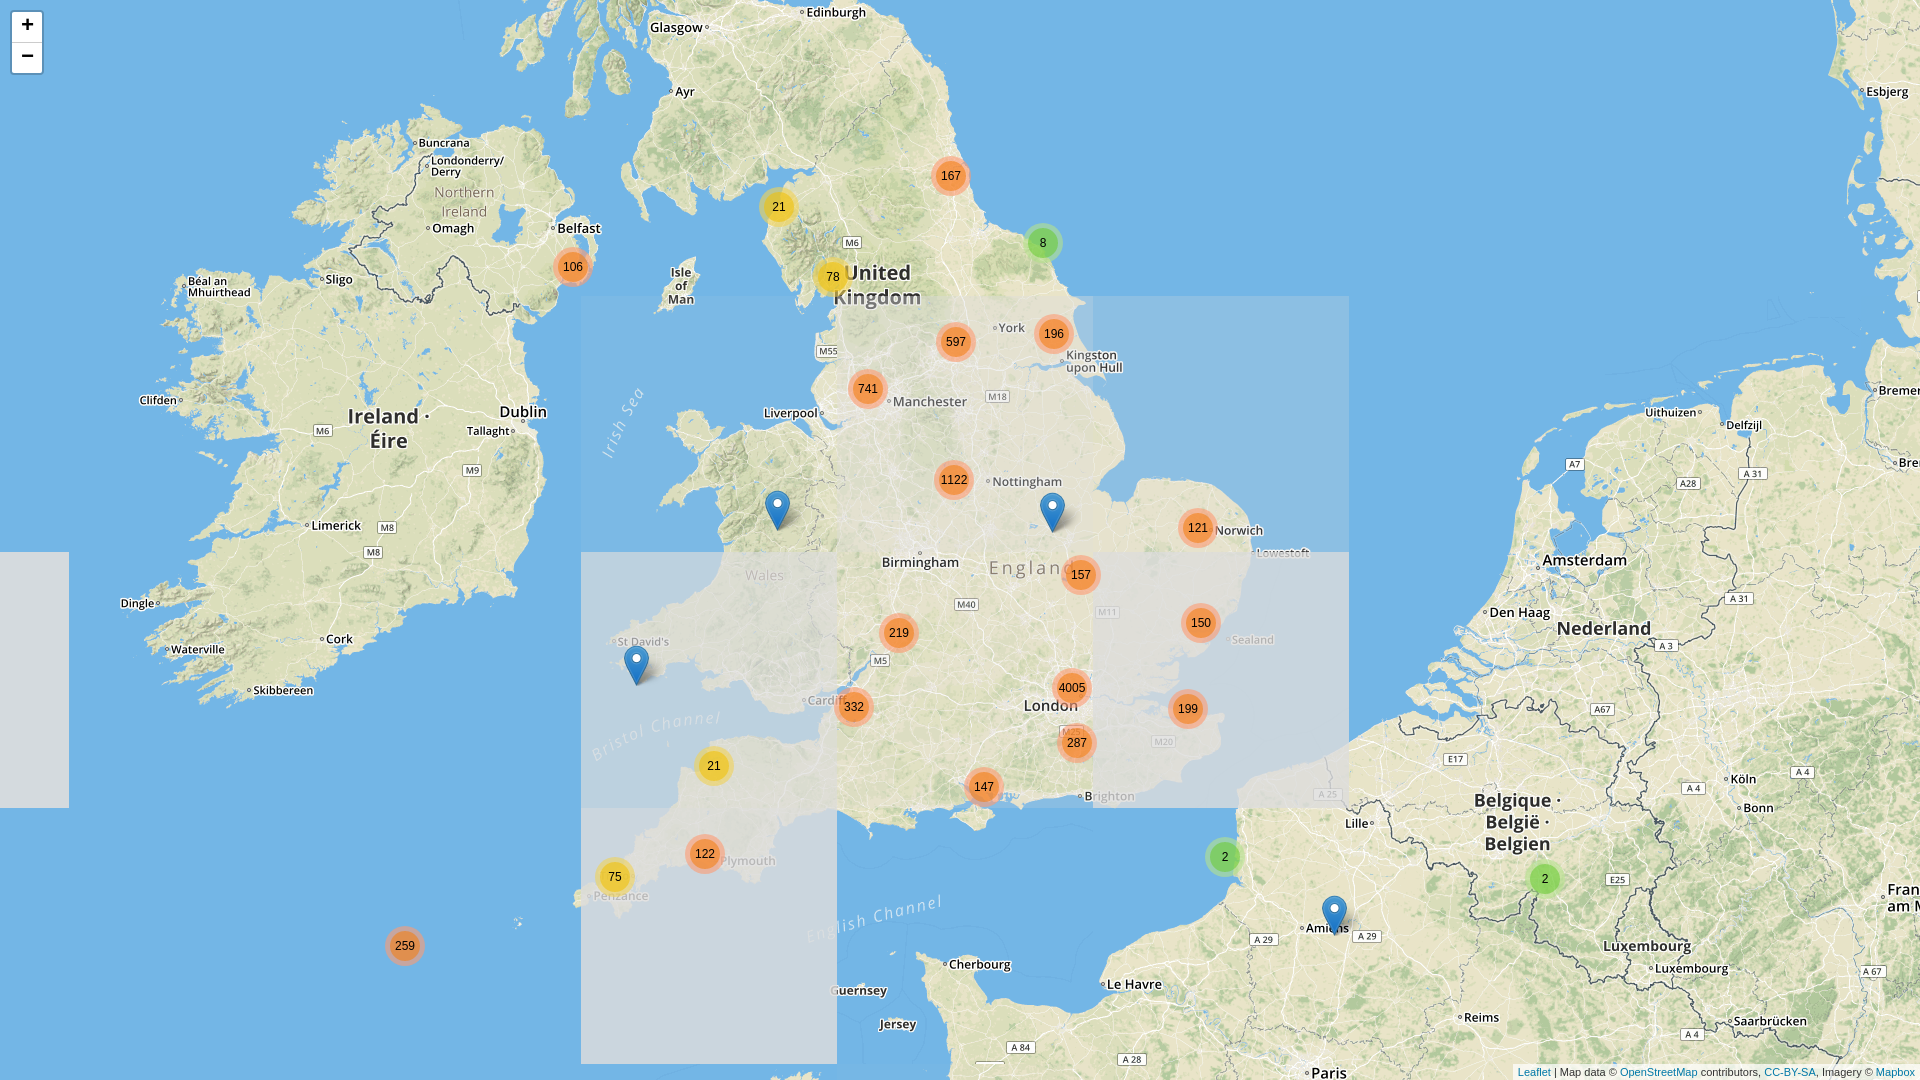 +
−
Edinburgh
Glasgow
Ayr
Esbjerg
Buncrana
Londonderry/
Derry
Northern
Ireland
Omagh
Belfast
167
21
8
M6
106
78
United
Kingdom
Isle
of
Man
Sligo
Béal an
Mhuirthead
York
196
597
M55
Kingston
upon Hull
741
Manchester
M18
Liverpool
Irish Sea
Clifden
Ireland ·
Éire
Dublin
Tallaght
M6
M9
Uithuizen
Delfzijl
Bremer
A7
A 31
A28
Bre
1122
Nottingham
121
Norwich
Lowestoft
Limerick
M8
M8
Birmingham
England
157
Wales
Amsterdam
Dingle
M40
M11
Den Haag
A 31
Nederland
A 3
Cork
Waterville
St David's
219
150
Sealand
M5
Skibbereen
4005
London
199
A67
Cardiff
332
Bristol Channel
M25
287
M20
E17
21
Köln
A 4
A 4
Bonn
147
Brighton
A 25
Belgique ·
België ·
Belgien
Lille
122
Plymouth
2
75
Penzance
2
E25
Fran
am M
English Channel
259
Amiens
A 29
A 29
Luxembourg
Luxembourg
A 67
Cherbourg
Le Havre
Guernsey
Jersey
Reims
Saarbrücken
A 4
A 84
A 28
Paris
Leaflet | Map data © OpenStreetMap contributors, CC-BY-SA, Imagery © Mapbox